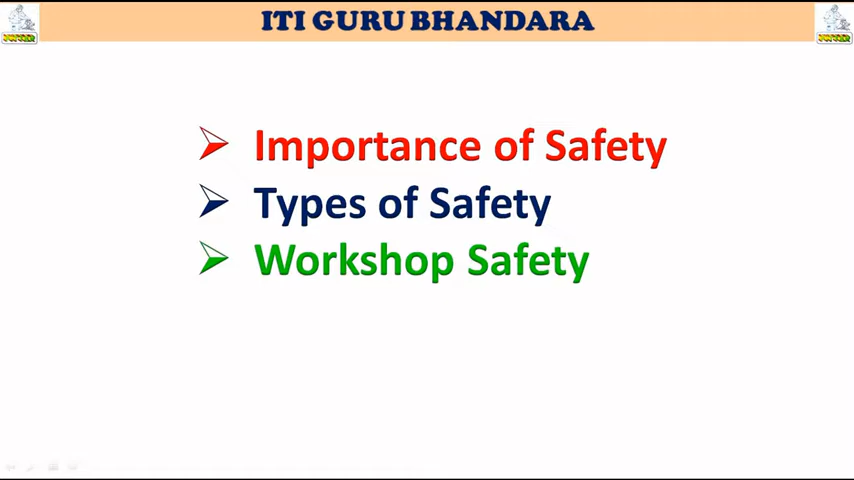 ITI GURU BHANDARA
Importance of Safety
Types of Safety
Workshop Safety